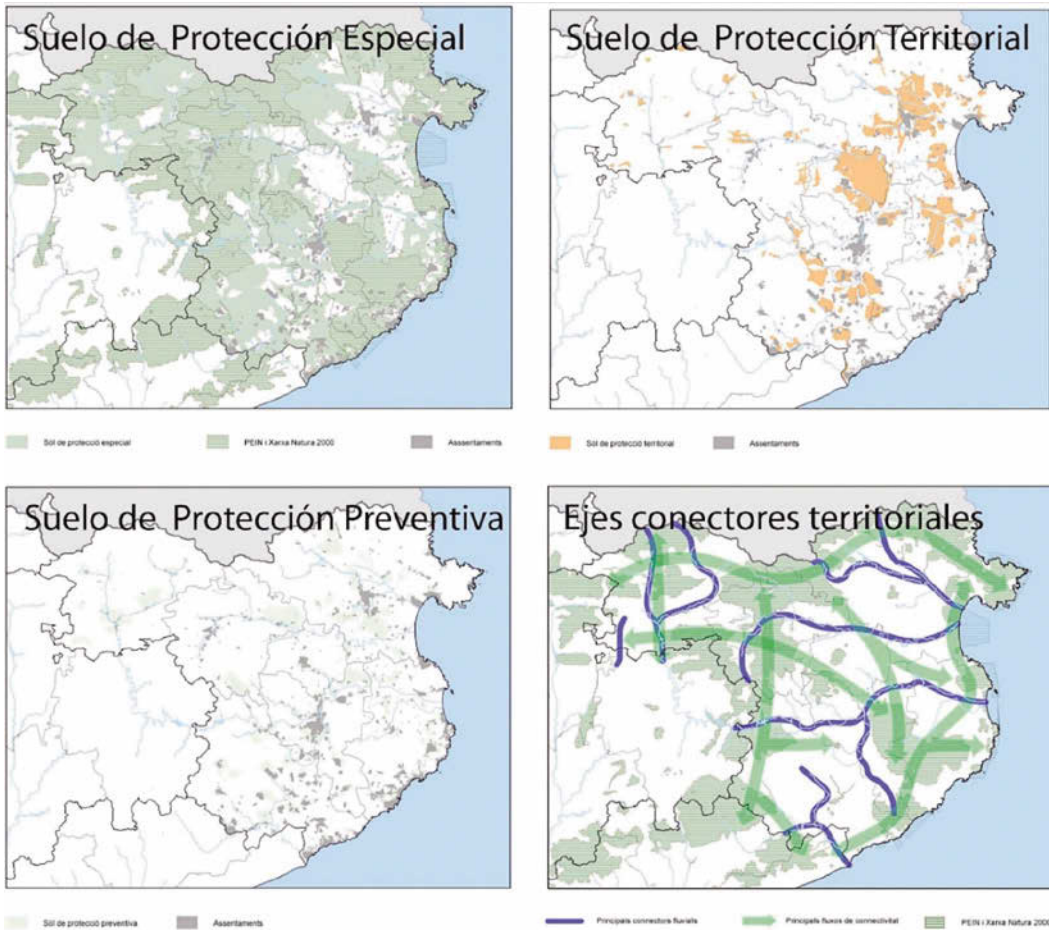 Suelo de Protección Especial
Suelo de Protección Territorial
Sòl de protecció especial
PEIN i Xarxa Natura 2000
Asssentaments
Sòl de protecció territorial
Assentaments
Suelo de Protección Preventiva
Ejes conectores territoriales
Sòl de protecció preventiva
Assentaments
Principals connectors fluvials
Principals fluxos de connectivitat
PEIN i Xarxa Natura 2000